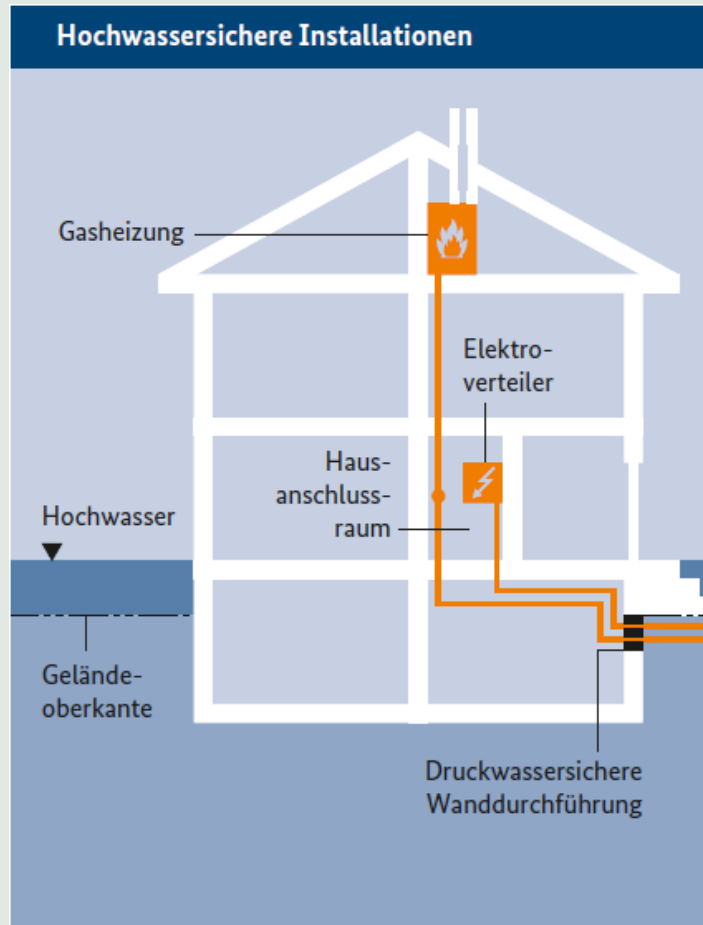 Hochwassersichere Installationen
Gasheizung
Elektro-
verteiler
Haus-
anschluss-
raum
Hochwasser
Gelände-
oberkante
Druckwassersichere
Wanddurchführung